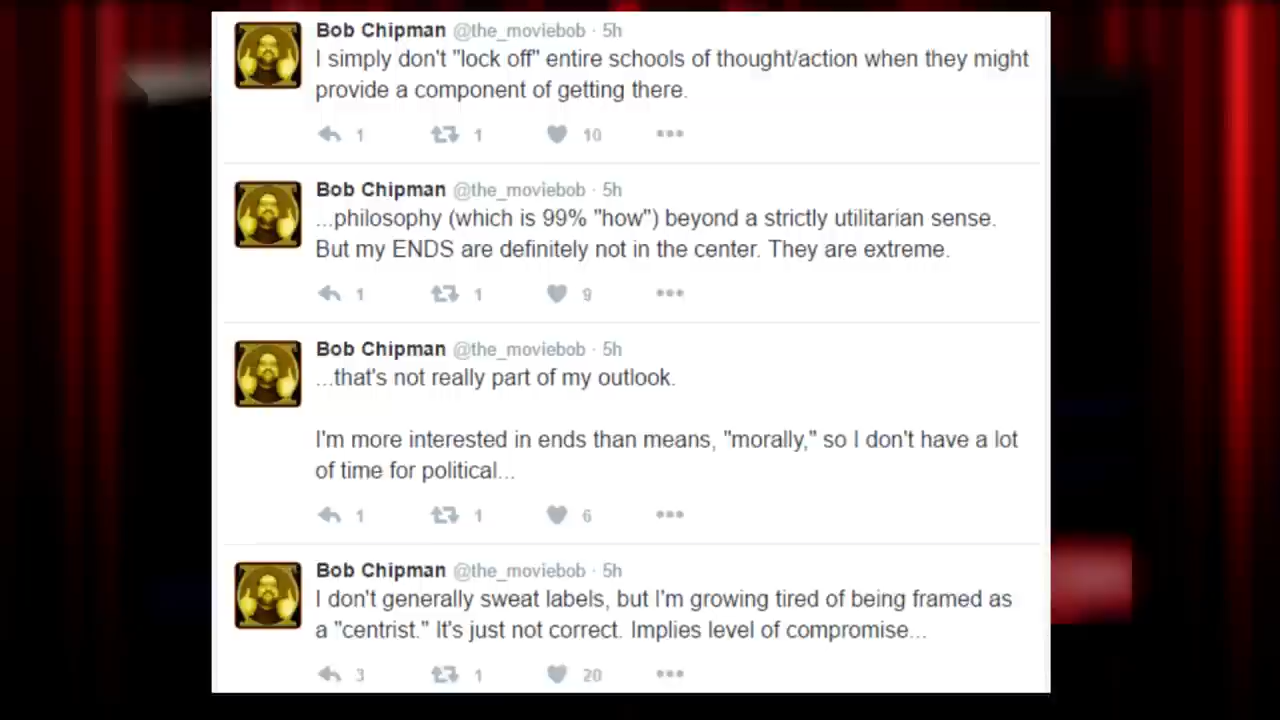 Bob Chipman @the_moviebob · 5h
I simply don't "lock off" entire schools of thought/action when they might
provide a component of getting there.
1 1 10
Bob Chipman @the_moviebob · 5h
...philosophy (which is 99% "how") beyond a strictly utilitarian sense.
But my ENDS are definitely not in the center. They are extreme.
1 1 9
Bob Chipman @the_moviebob · 5h
...that's not really part of my outlook.
I'm more interested in ends than means, "morally," so I don't have a lot
of time for political...
1 1 6
Bob Chipman @the_moviebob · 5h
I don't generally sweat labels, but I'm growing tired of being framed as
a "centrist." It's just not correct. Implies level of compromise...
3 1 20